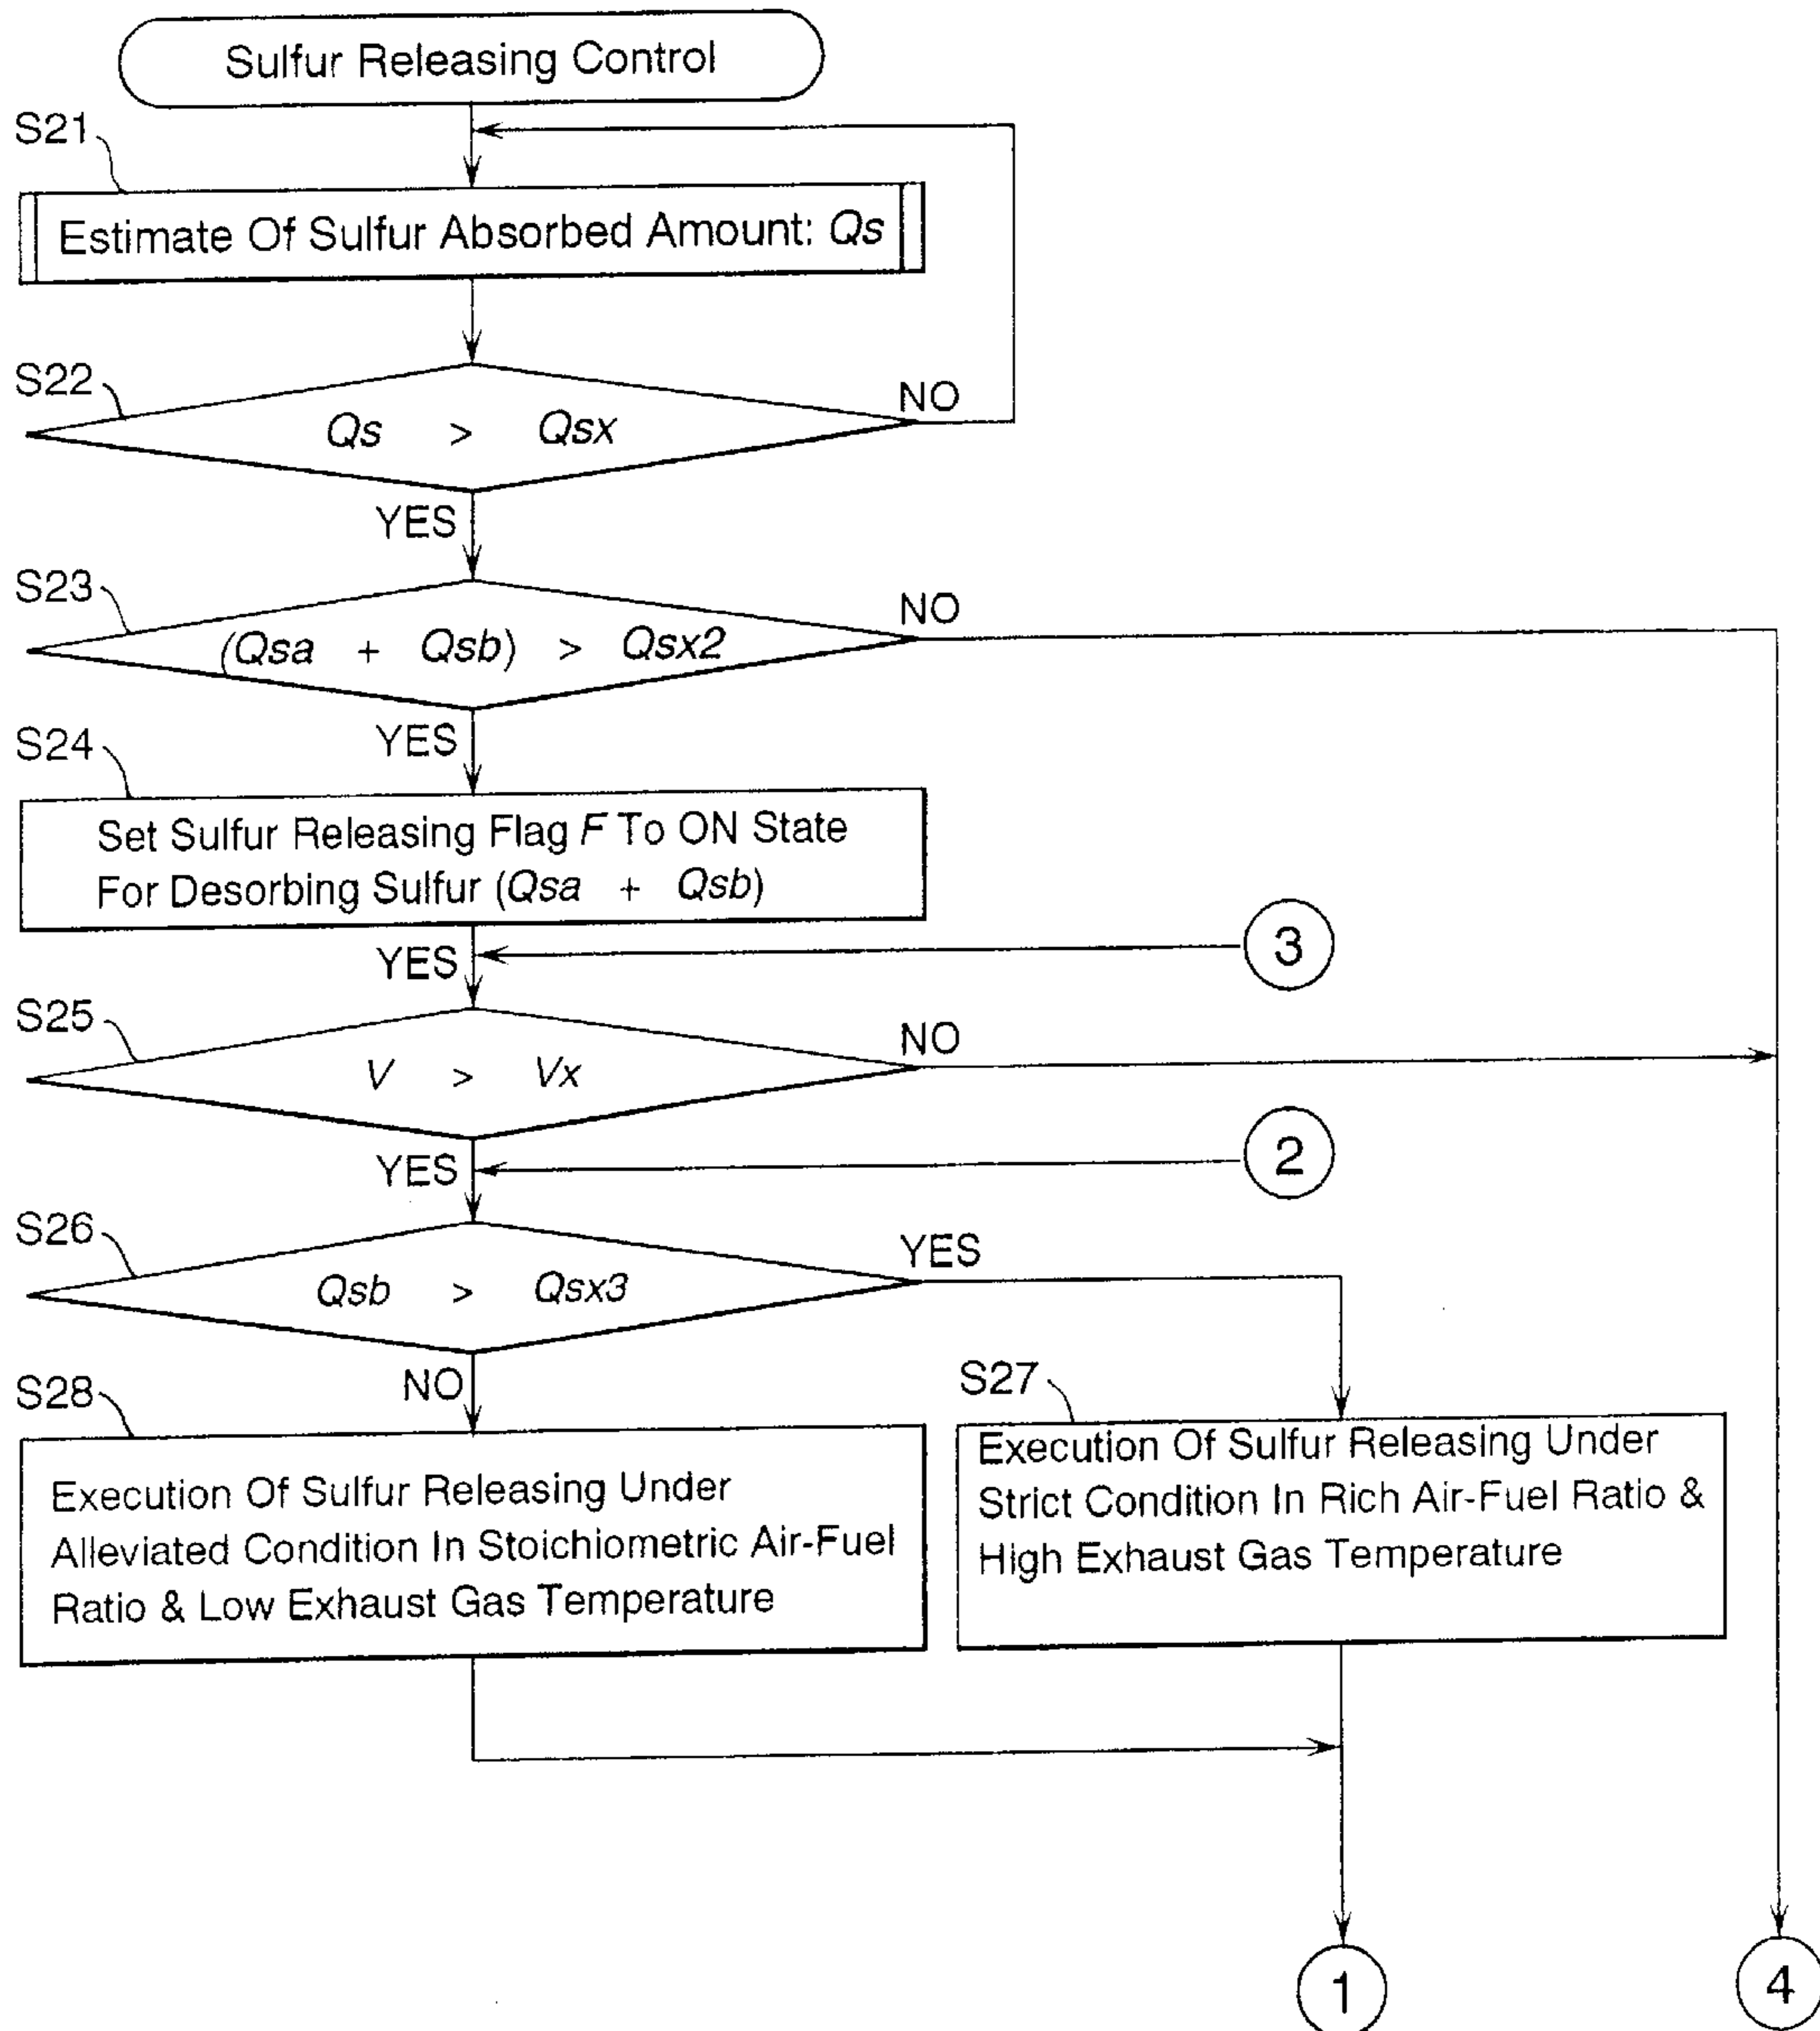 Sulfur Releasing Control
S21
Estimate Of Sulfur Absorbed Amount: Qs
S22
Qs > Qsx
NO
YES
S23
(Qsa + Qsb) > Qsx2
NO
YES
S24
Set Sulfur Releasing Flag F To ON State
For Desorbing Sulfur (Qsa + Qsb)
YES
3
S25
V > Vx
NO
YES
2
S26
Qsb > Qsx3
YES
NO
S28
Execution Of Sulfur Releasing Under
Alleviated Condition In Stoichiometric Air-Fuel
Ratio & Low Exhaust Gas Temperature
S27
Execution Of Sulfur Releasing Under
Strict Condition In Rich Air-Fuel Ratio &
High Exhaust Gas Temperature
1
4